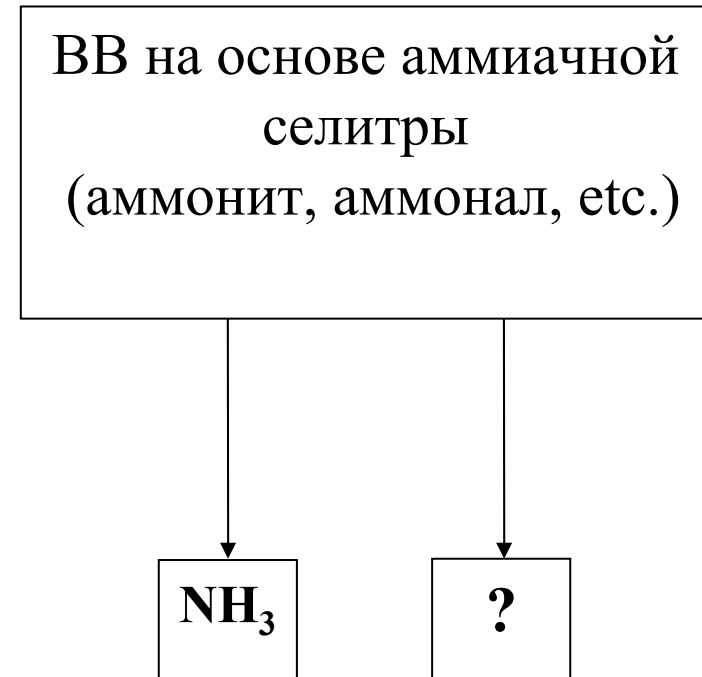 ВВ на основе аммиачной
селитры
(аммонит, аммонал, etc.)
NH₃
?